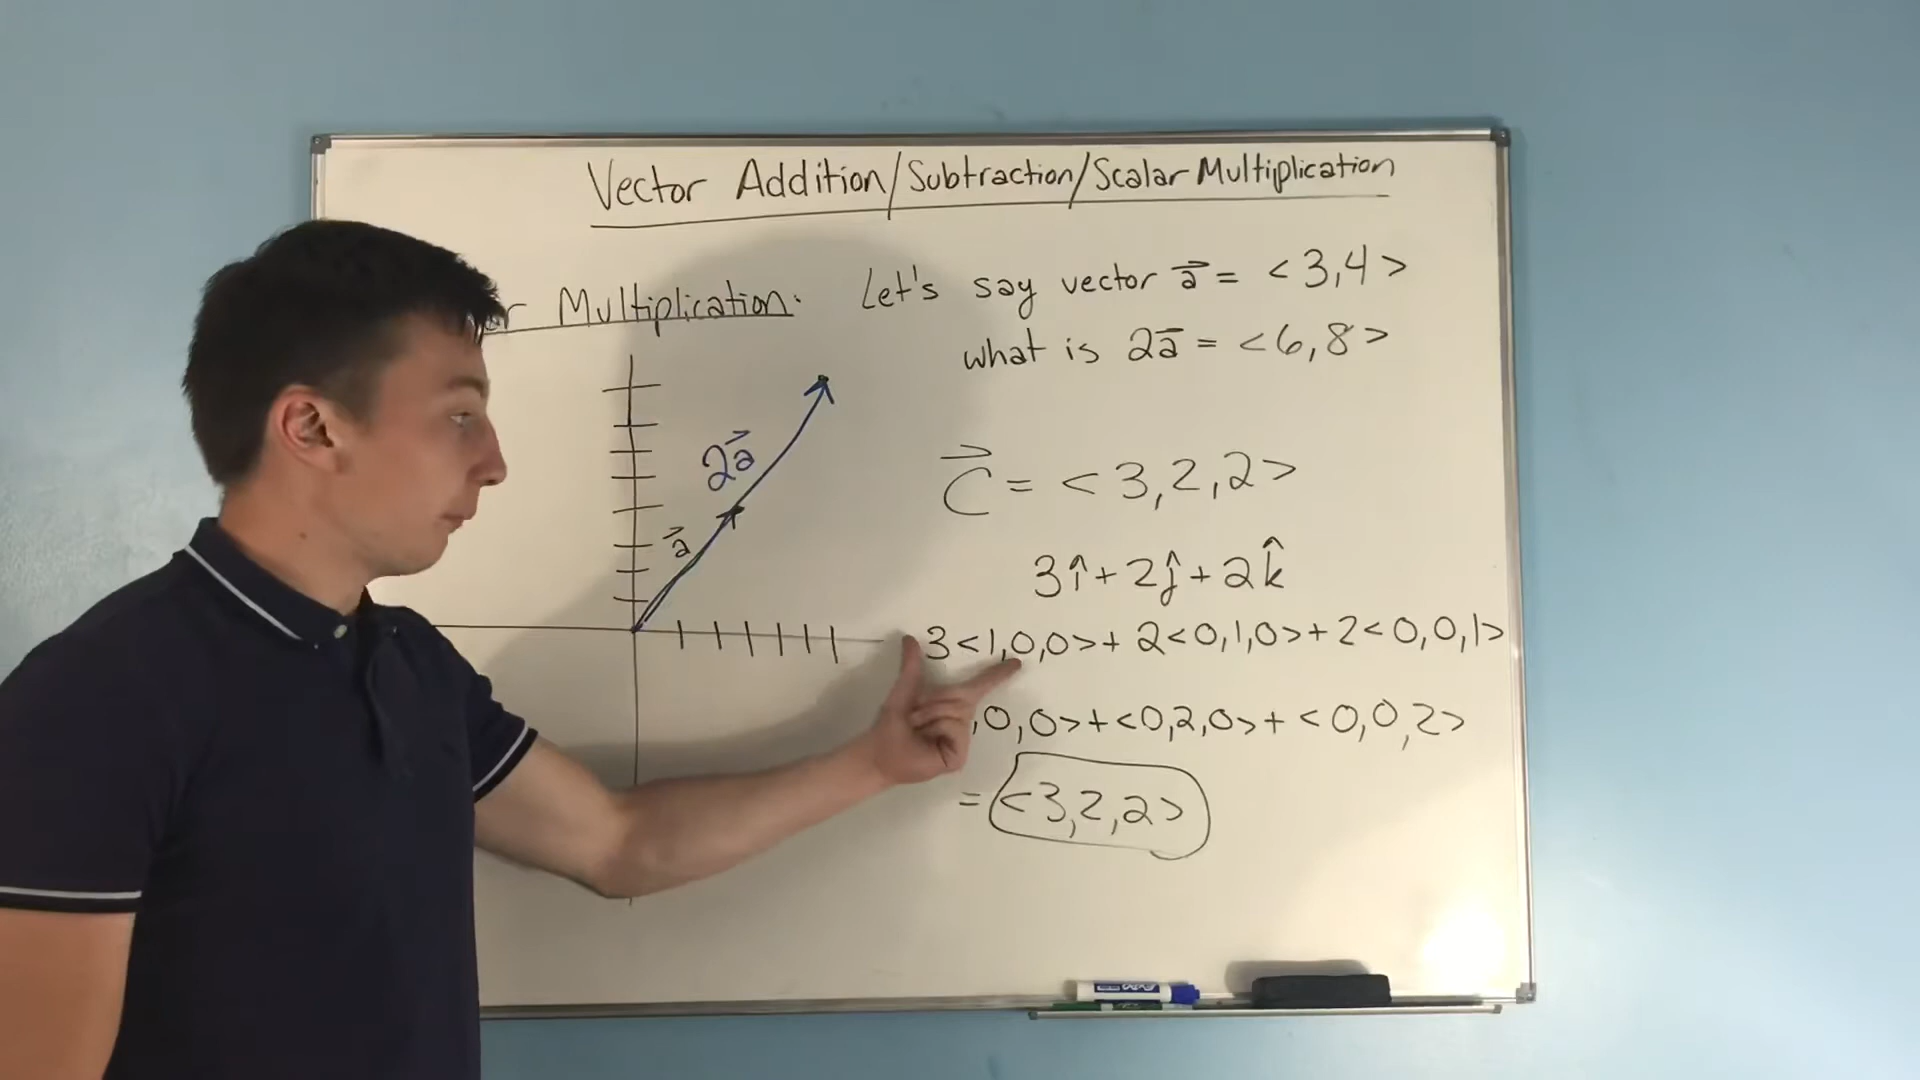 Vector Addition/Subtraction/Scalar Multiplication
Multiplication:
Let's say vector a⃗ = <3,4>
what is 2a⃗ = <6,8>
2a⃗
a⃗
C⃗ = <3,2,2>
3î+2ĵ+2k̂
3<1,0,0>+ 2<0,1,0>+ 2<0,0,1>
,0,0>+<0,2,0>+ <0,0,2>
= <3,2,2>